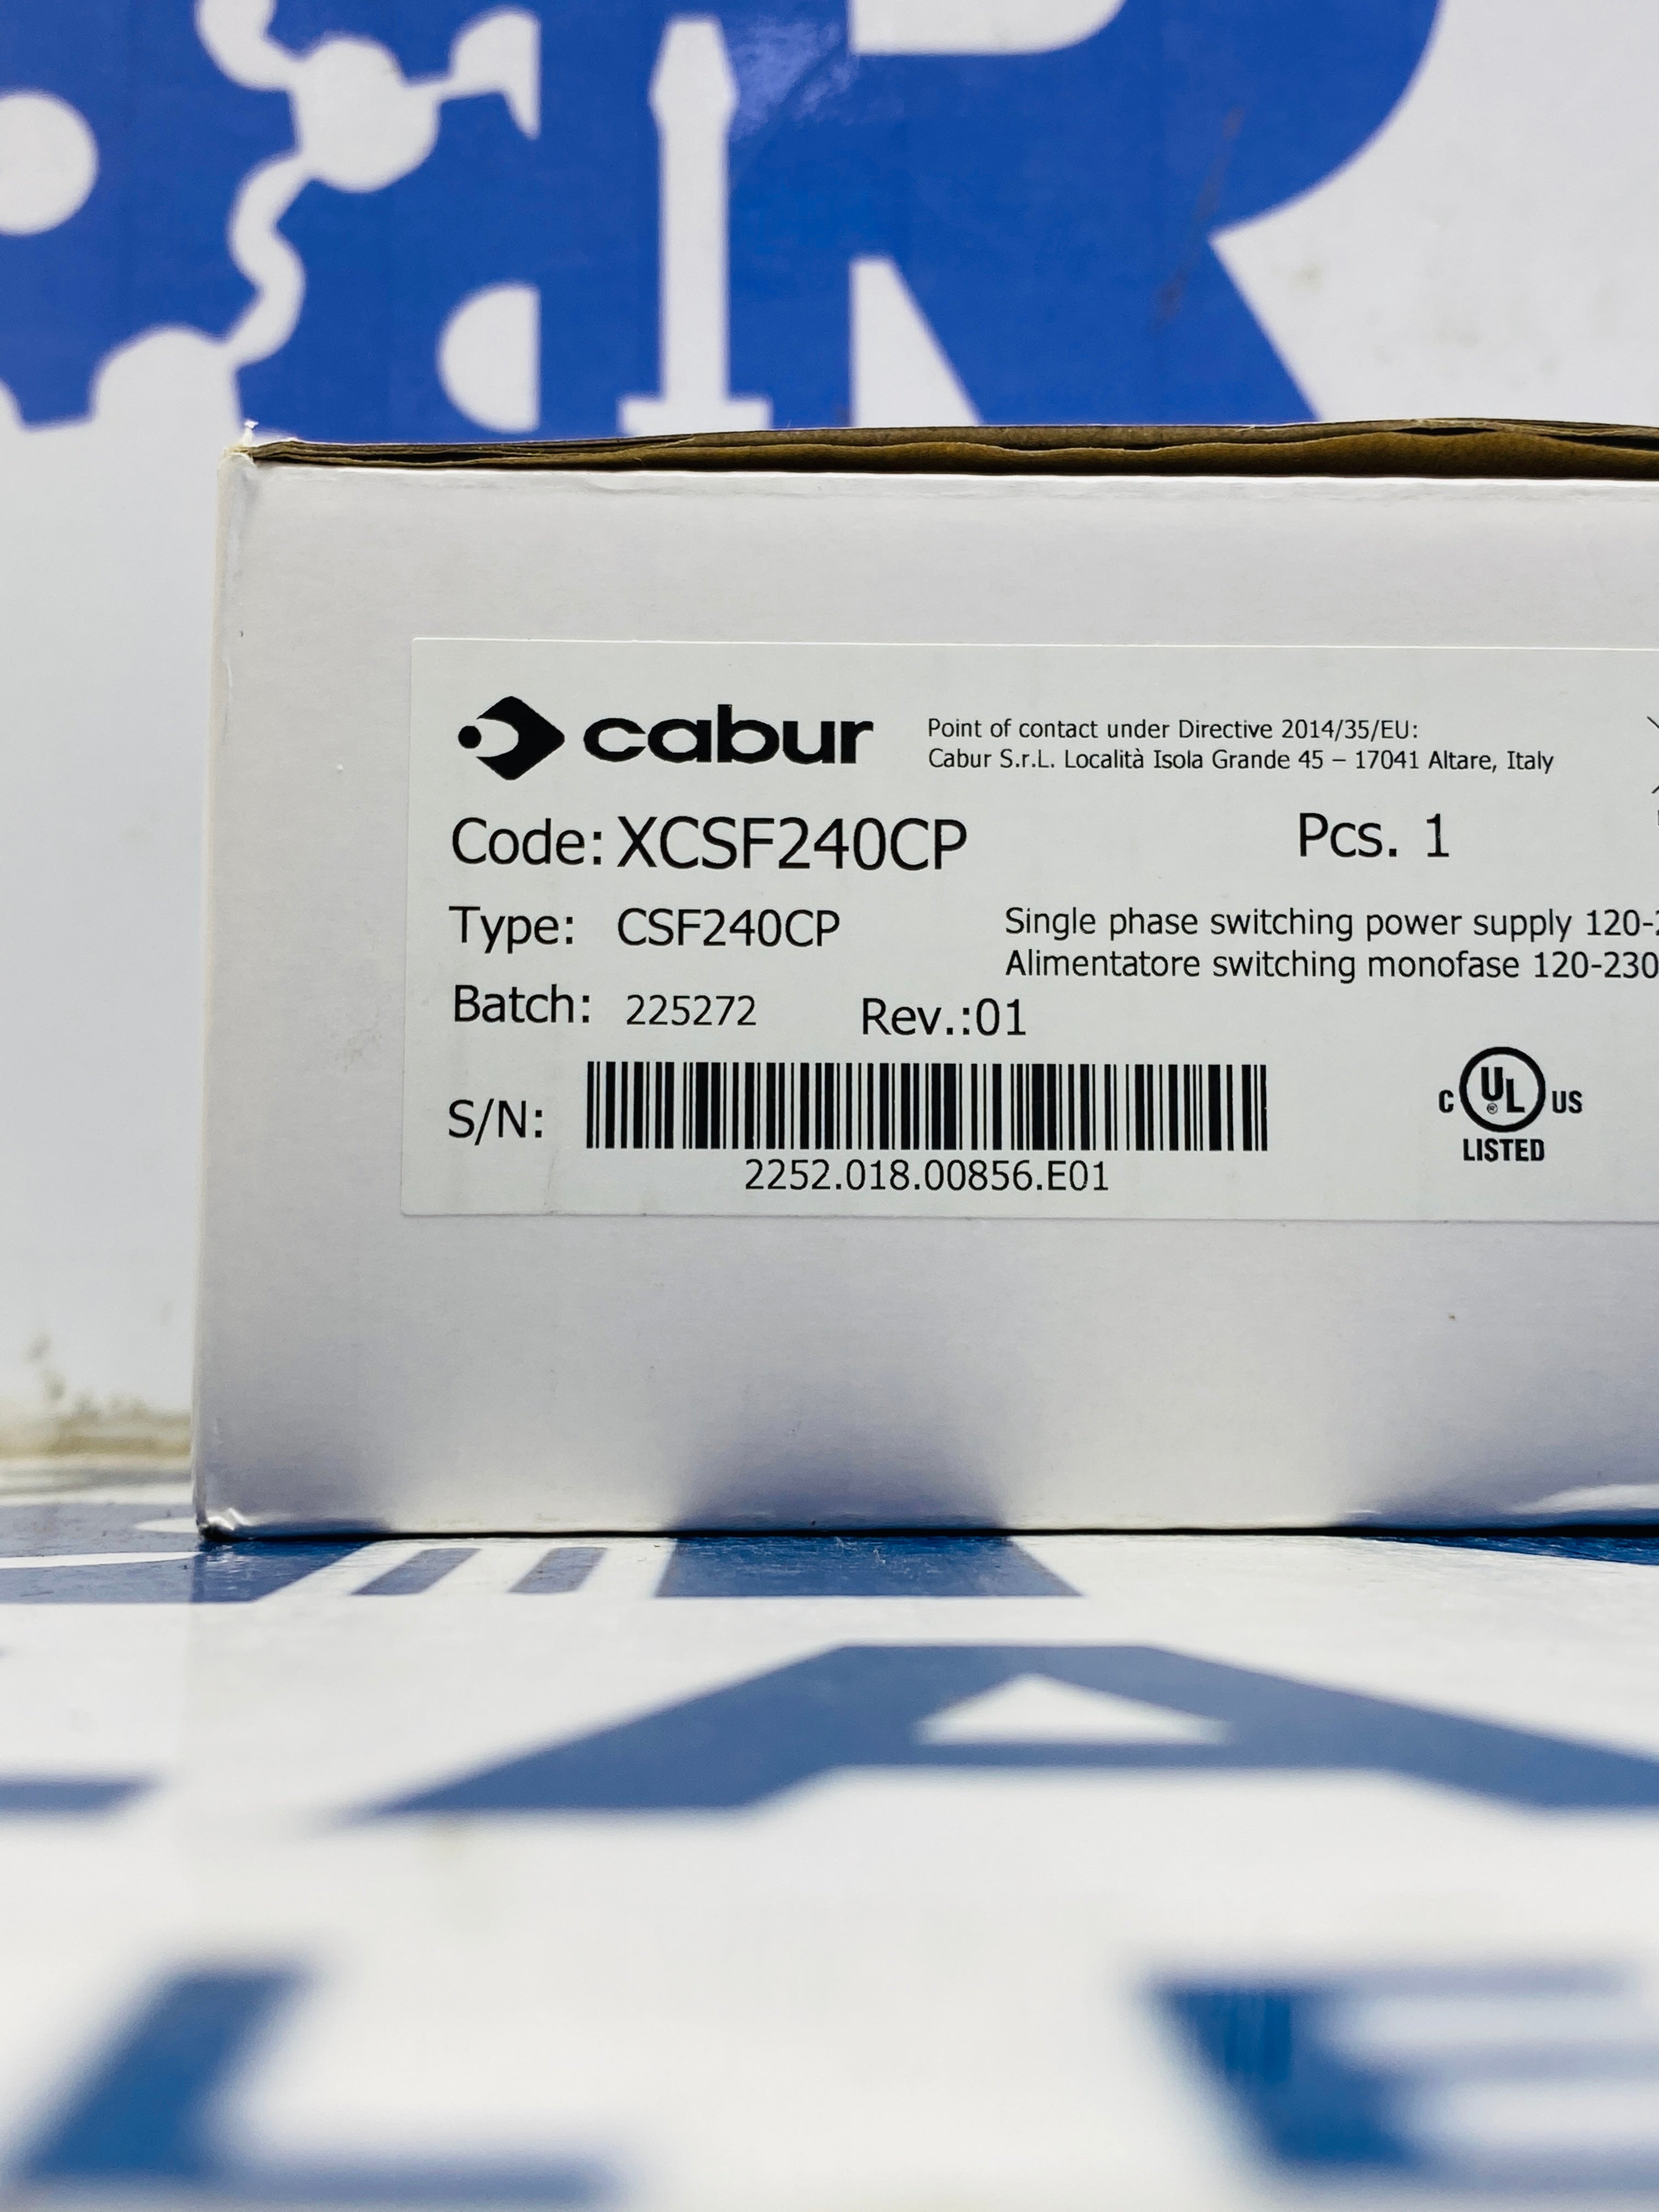 R
cabur
Point of contact under Directive 2014/35/EU:
Cabur S.r.L. Località Isola Grande 45 – 17041 Altare, Italy
Code: XCSF240CP
Pcs. 1
Type: CSF240CP
Single phase switching power supply 120-
Alimentatore switching monofase 120-230
Batch: 225272 Rev.:01
S/N:
2252.018.00856.E01
C UL ® US
LISTED
A